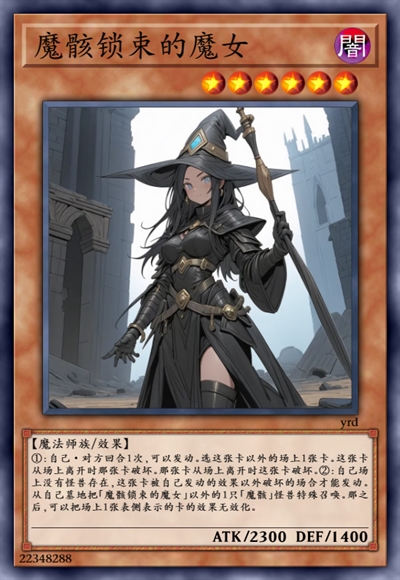 魔骸锁束的魔女
闇
yrd
【魔法师族/效果】
①:自己·对方回合1次,可以发动。选这张卡以外的场上1张卡。这张卡
从场上离开时那张卡破坏。那张卡从场上离开时这张卡破坏。②:自己场
上没有怪兽存在,这张卡被自己发动的效果以外破坏的场合才能发动。
从自己墓地把「魔骸锁束的魔女」以外的1只「魔骸」怪兽特殊召唤。那之
后,可以把场上1张表侧表示的卡的效果无效化。
ATK/2300 DEF/1400
22348288